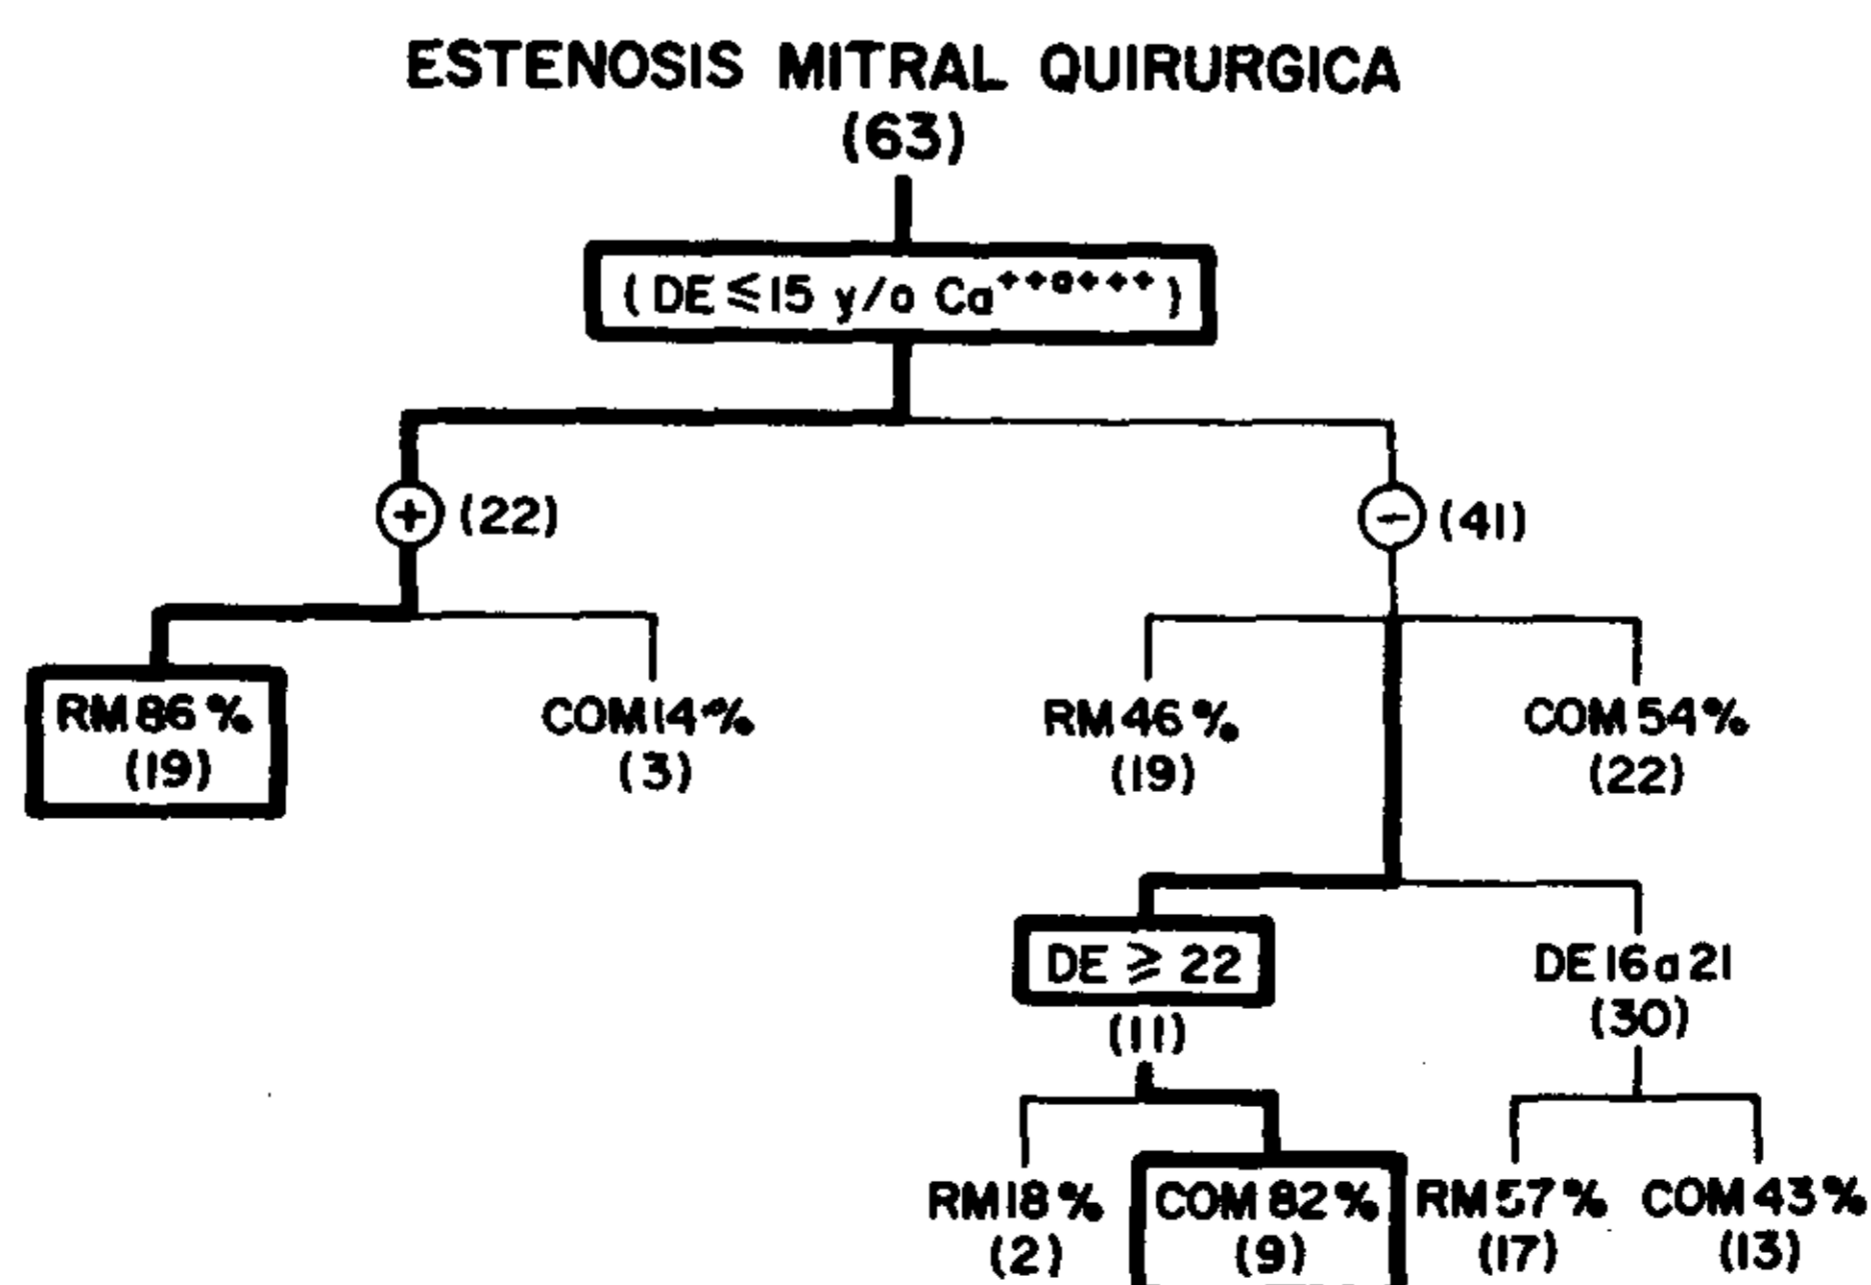 ESTENOSIS MITRAL QUIRURGICA
(63)
(DE ≤ 15 y/o Ca++a+++)
+ (22)
− (41)
RM 86 %
(19)
COM 14 %
(3)
RM 46 %
(19)
COM 54 %
(22)
DE ≥ 22
(11)
DE 16 a 21
(30)
RM 18 %
(2)
COM 82 %
(9)
RM 57 %
(17)
COM 43 %
(13)